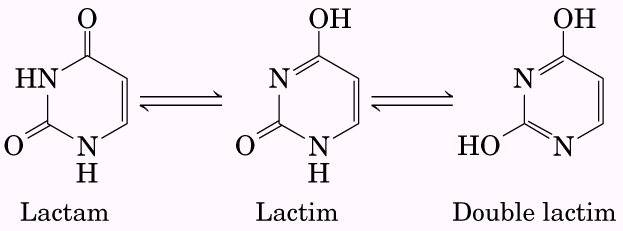 O OH OH
HN N N
O N O N HO N
H H
Lactam Lactim Double lactim